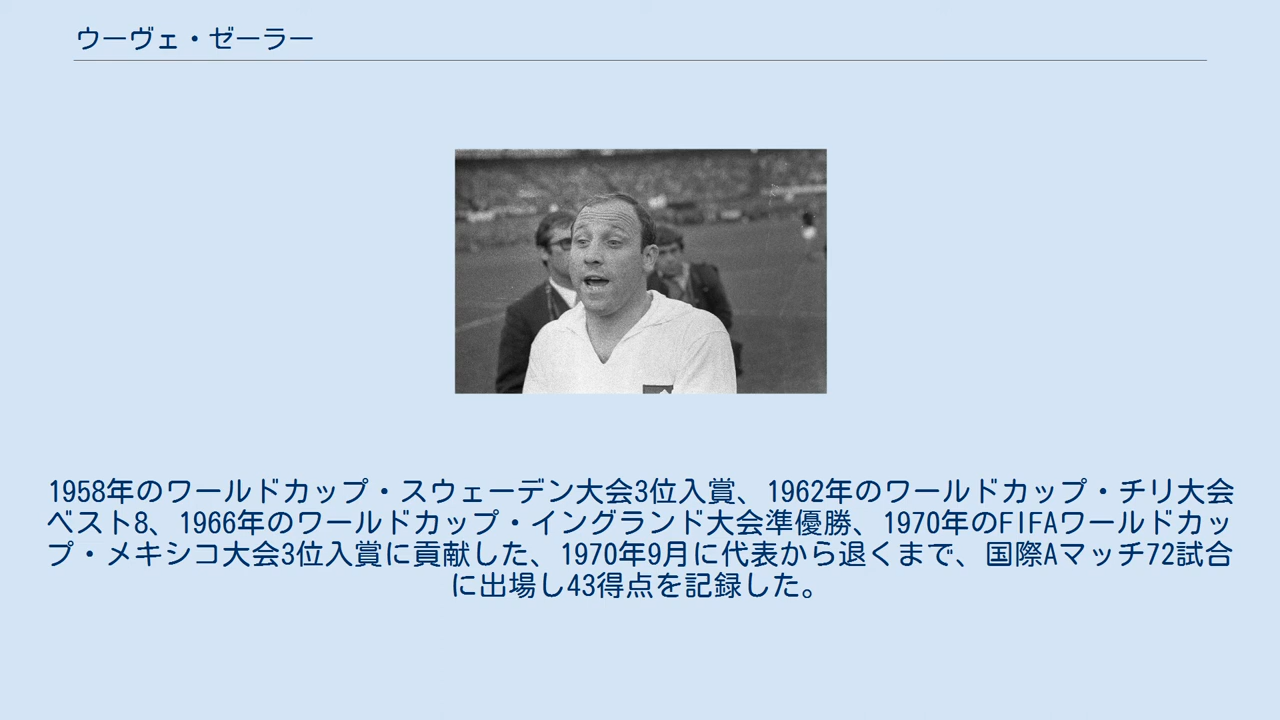 ウーヴェ・ゼーラー
1958年のワールドカップ・スウェーデン大会3位入賞、1962年のワールドカップ・チリ大会
ベスト8、1966年のワールドカップ・イングランド大会準優勝、1970年のFIFAワールドカッ
プ・メキシコ大会3位入賞に貢献した、1970年9月に代表から退くまで、国際Aマッチ72試合
に出場し43得点を記録した。